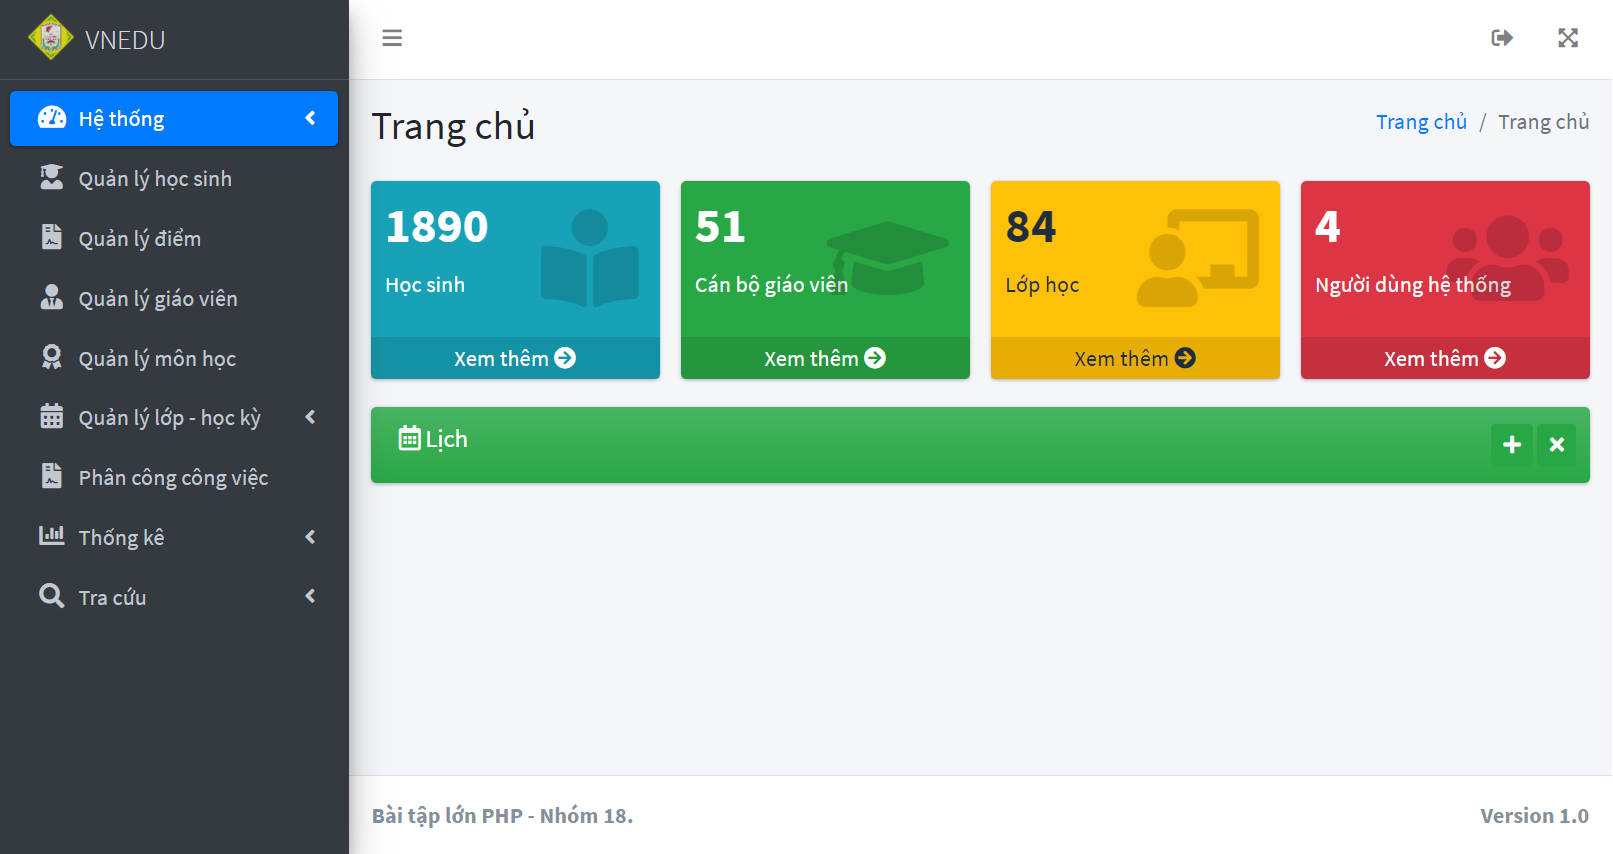 VNEDU
Hệ thống
Quản lý học sinh
Quản lý điểm
Quản lý giáo viên
Quản lý môn học
Quản lý lớp - học kỳ
Phân công công việc
Thống kê
Tra cứu
Trang chủ
Trang chủ / Trang chủ
1890
Học sinh
Xem thêm
51
Cán bộ giáo viên
Xem thêm
84
Lớp học
Xem thêm
4
Người dùng hệ thống
Xem thêm
Lịch
Bài tập lớn PHP - Nhóm 18.
Version 1.0